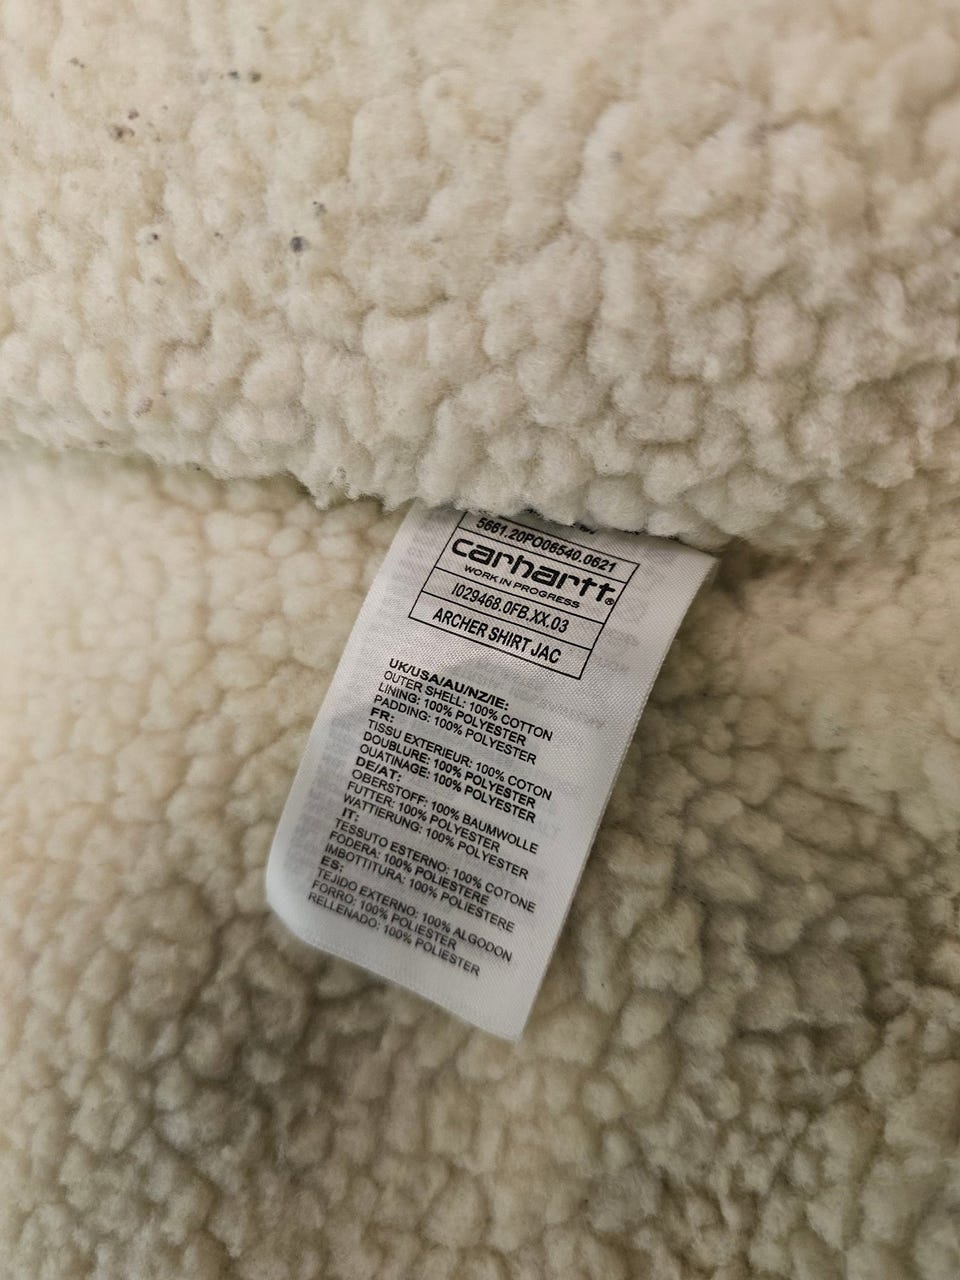 5661.20PO06540.0621
carhartt®
WORK IN PROGRESS
I029468.0FB.XX.03
ARCHER SHIRT JAC
UK/USA/AU/NZ/IE:
OUTER SHELL: 100% COTTON
LINING: 100% POLYESTER
PADDING: 100% POLYESTER
FR:
TISSU EXTERIEUR: 100% COTON
DOUBLURE: 100% POLYESTER
OUATINAGE: 100% POLYESTER
DE/AT:
OBERSTOFF: 100% BAUMWOLLE
FUTTER: 100% POLYESTER
WATTIERUNG: 100% POLYESTER
IT:
TESSUTO ESTERNO: 100% COTONE
FODERA: 100% POLIESTERE
IMBOTTITURA: 100% POLIESTERE
ES:
TEJIDO EXTERNO: 100% ALGODON
FORRO: 100% POLIESTER
RELLENADO: 100% POLIESTER